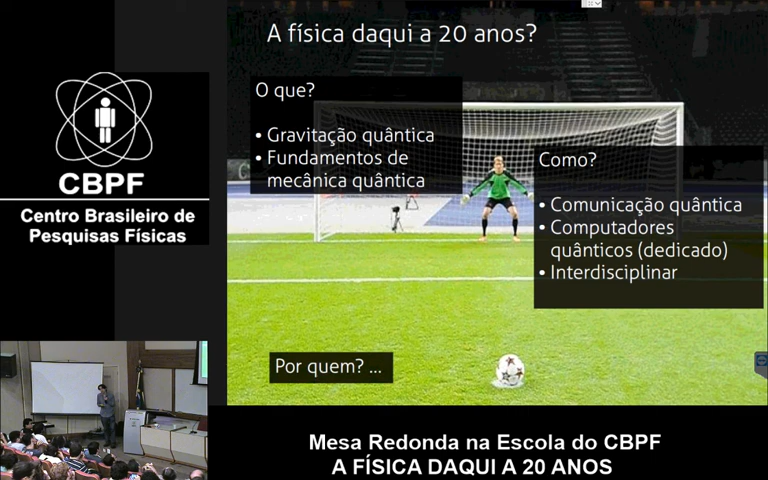 A física daqui a 20 anos?
O que?
• Gravitação quântica
• Fundamentos de
mecânica quântica
Como?
• Comunicação quântica
• Computadores
quânticos (dedicado)
• Interdisciplinar
Por quem? ...
CBPF
Centro Brasileiro de
Pesquisas Físicas
Mesa Redonda na Escola do CBPF
A FÍSICA DAQUI A 20 ANOS